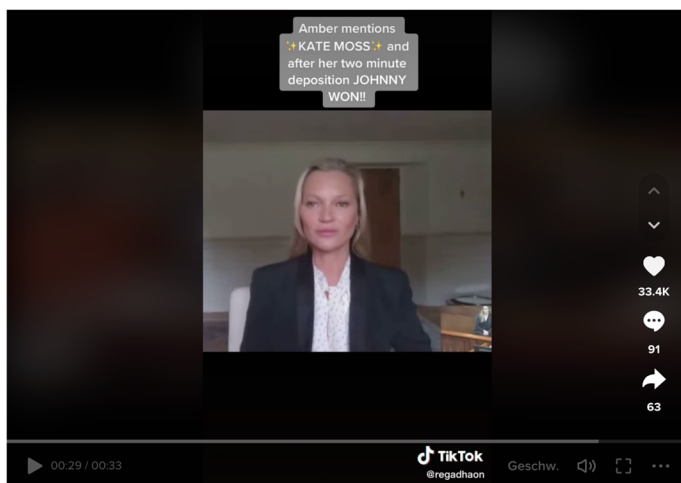 Amber mentions
✨KATE MOSS✨ and
after her two minute
deposition JOHNNY
WON!!
33.4K
91
63
00:29 / 00:33
TikTok
@regadhaon
Geschw.